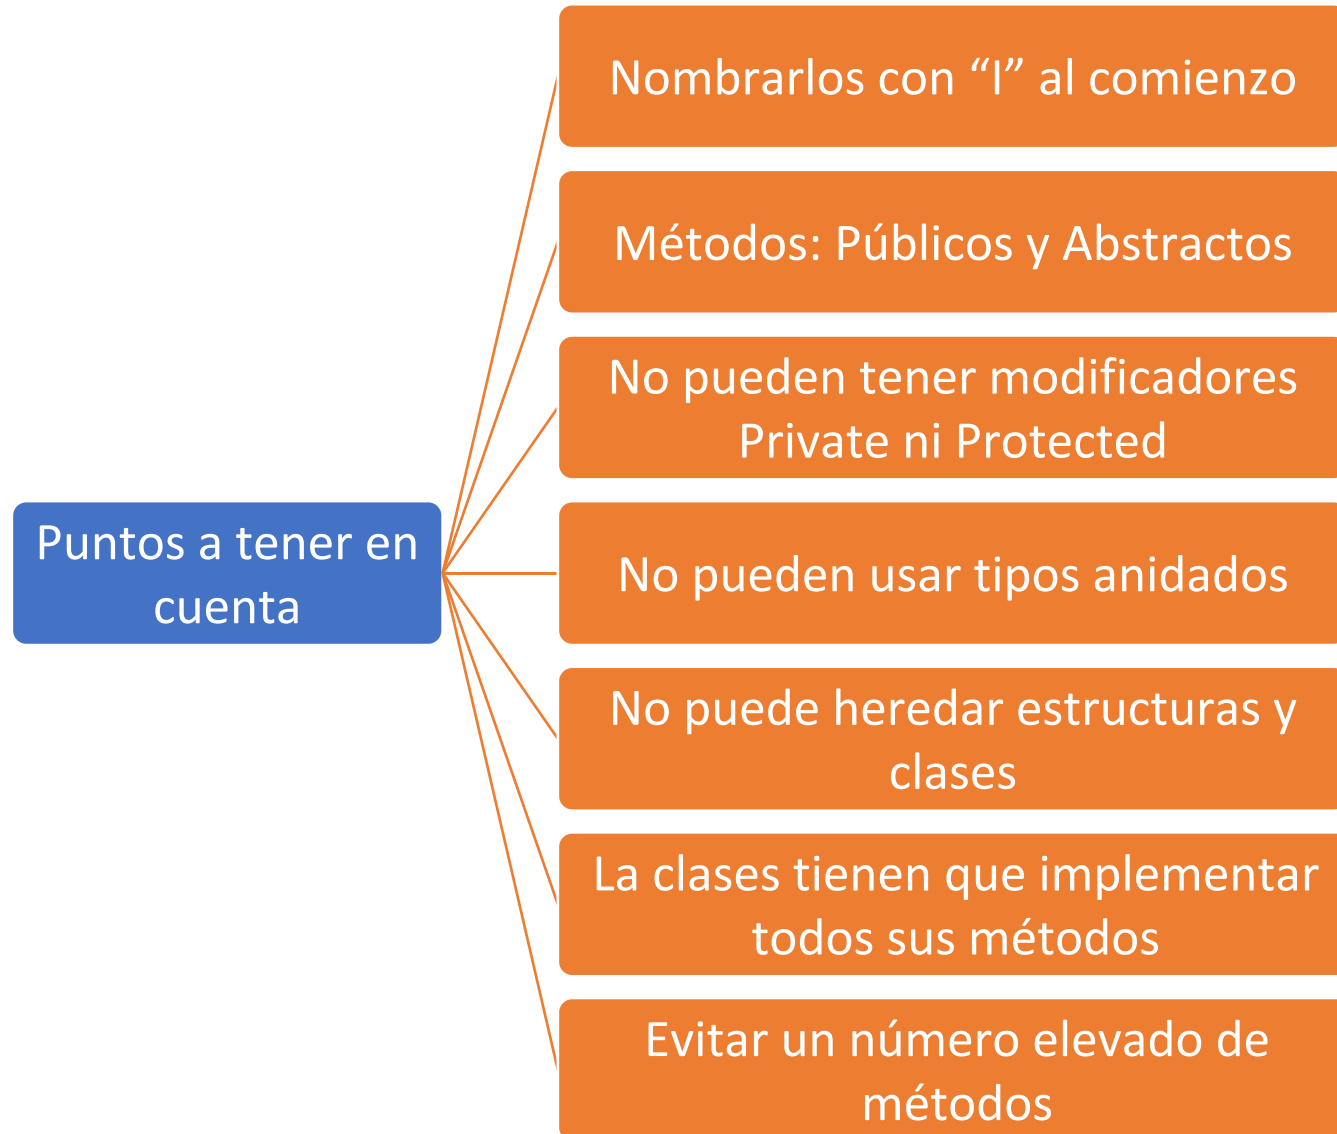 Nombrarlos con “I” al comienzo
Métodos: Públicos y Abstractos
No pueden tener modificadores
Private ni Protected
Puntos a tener en
cuenta
No pueden usar tipos anidados
No puede heredar estructuras y
clases
La clases tienen que implementar
todos sus métodos
Evitar un número elevado de
métodos